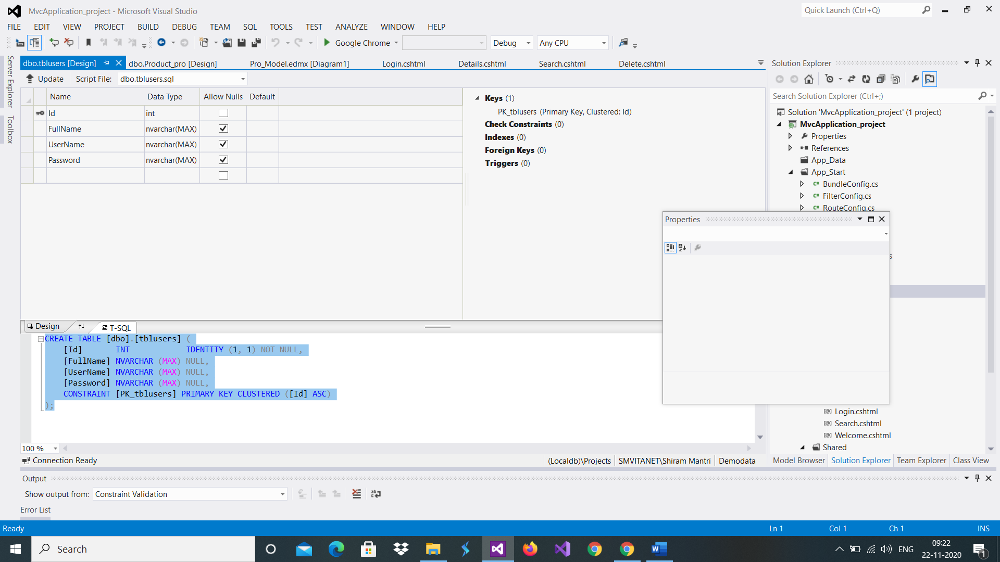 MvcApplication_project - Microsoft Visual Studio
Quick Launch (Ctrl+Q)
FILE EDIT VIEW PROJECT BUILD DEBUG TEAM SQL TOOLS TEST ANALYZE WINDOW HELP
Google Chrome Debug Any CPU
Server Explorer
Toolbox
dbo.tblusers [Design] dbo.Product_pro [Design] Pro_Model.edmx [Diagram1] Login.cshtml Details.cshtml Search.cshtml Delete.cshtml
Update Script File: dbo.tblusers.sql
Name Data Type Allow Nulls Default
Id int
FullName nvarchar(MAX)
UserName nvarchar(MAX)
Password nvarchar(MAX)
Keys (1)
PK_tblusers (Primary Key, Clustered: Id)
Check Constraints (0)
Indexes (0)
Foreign Keys (0)
Triggers (0)
Design T-SQL
CREATE TABLE [dbo].[tblusers] (
[Id] INT IDENTITY (1, 1) NOT NULL,
[FullName] NVARCHAR (MAX) NULL,
[UserName] NVARCHAR (MAX) NULL,
[Password] NVARCHAR (MAX) NULL,
CONSTRAINT [PK_tblusers] PRIMARY KEY CLUSTERED ([Id] ASC)
);
100 %
Connection Ready (Localdb)\Projects SMVITANET\Shiram Mantri Demodata
Solution Explorer
Search Solution Explorer (Ctrl+;)
Solution 'MvcApplication_project' (1 project)
MvcApplication_project
Properties
References
App_Data
App_Start
BundleConfig.cs
FilterConfig.cs
RouteConfig.cs
Properties
Login.cshtml
Search.cshtml
Welcome.cshtml
Shared
Model Browser Solution Explorer Team Explorer Class View
Output
Show output from: Constraint Validation
Error List
Ready Ln 1 Col 1 Ch 1 INS
Search
ENG
09:22
22-11-2020
1